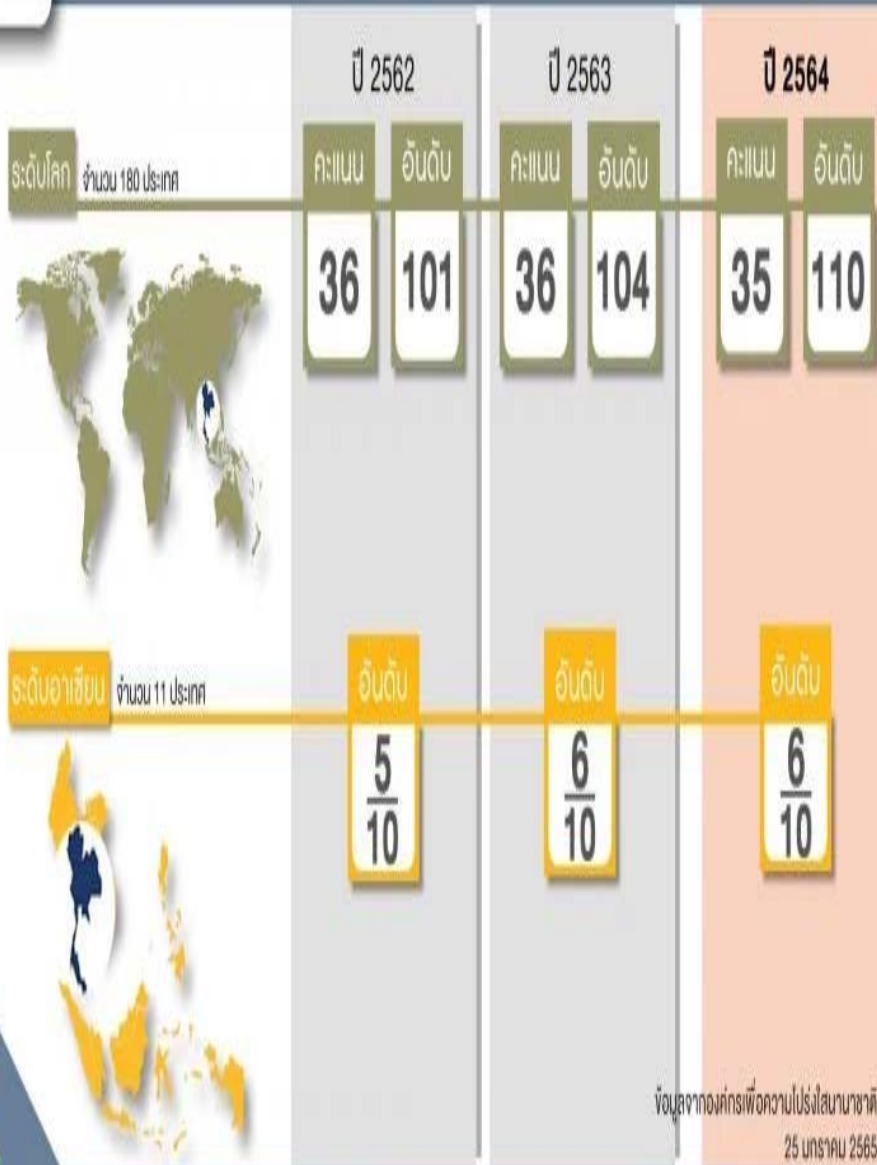 ปี 2562
ปี 2563
ปี 2564
ระดับโลก จำนวน 180 ประเทศ
คะแนน อันดับ
คะแนน อันดับ
คะแนน อันดับ
36 101
36 104
35 110
ระดับอาเซียน จำนวน 11 ประเทศ
อันดับ
อันดับ
อันดับ
5
10
6
10
6
10
ข้อมูลจากองค์กรเพื่อความโปร่งใสนานาชาติ
25 มกราคม 2565